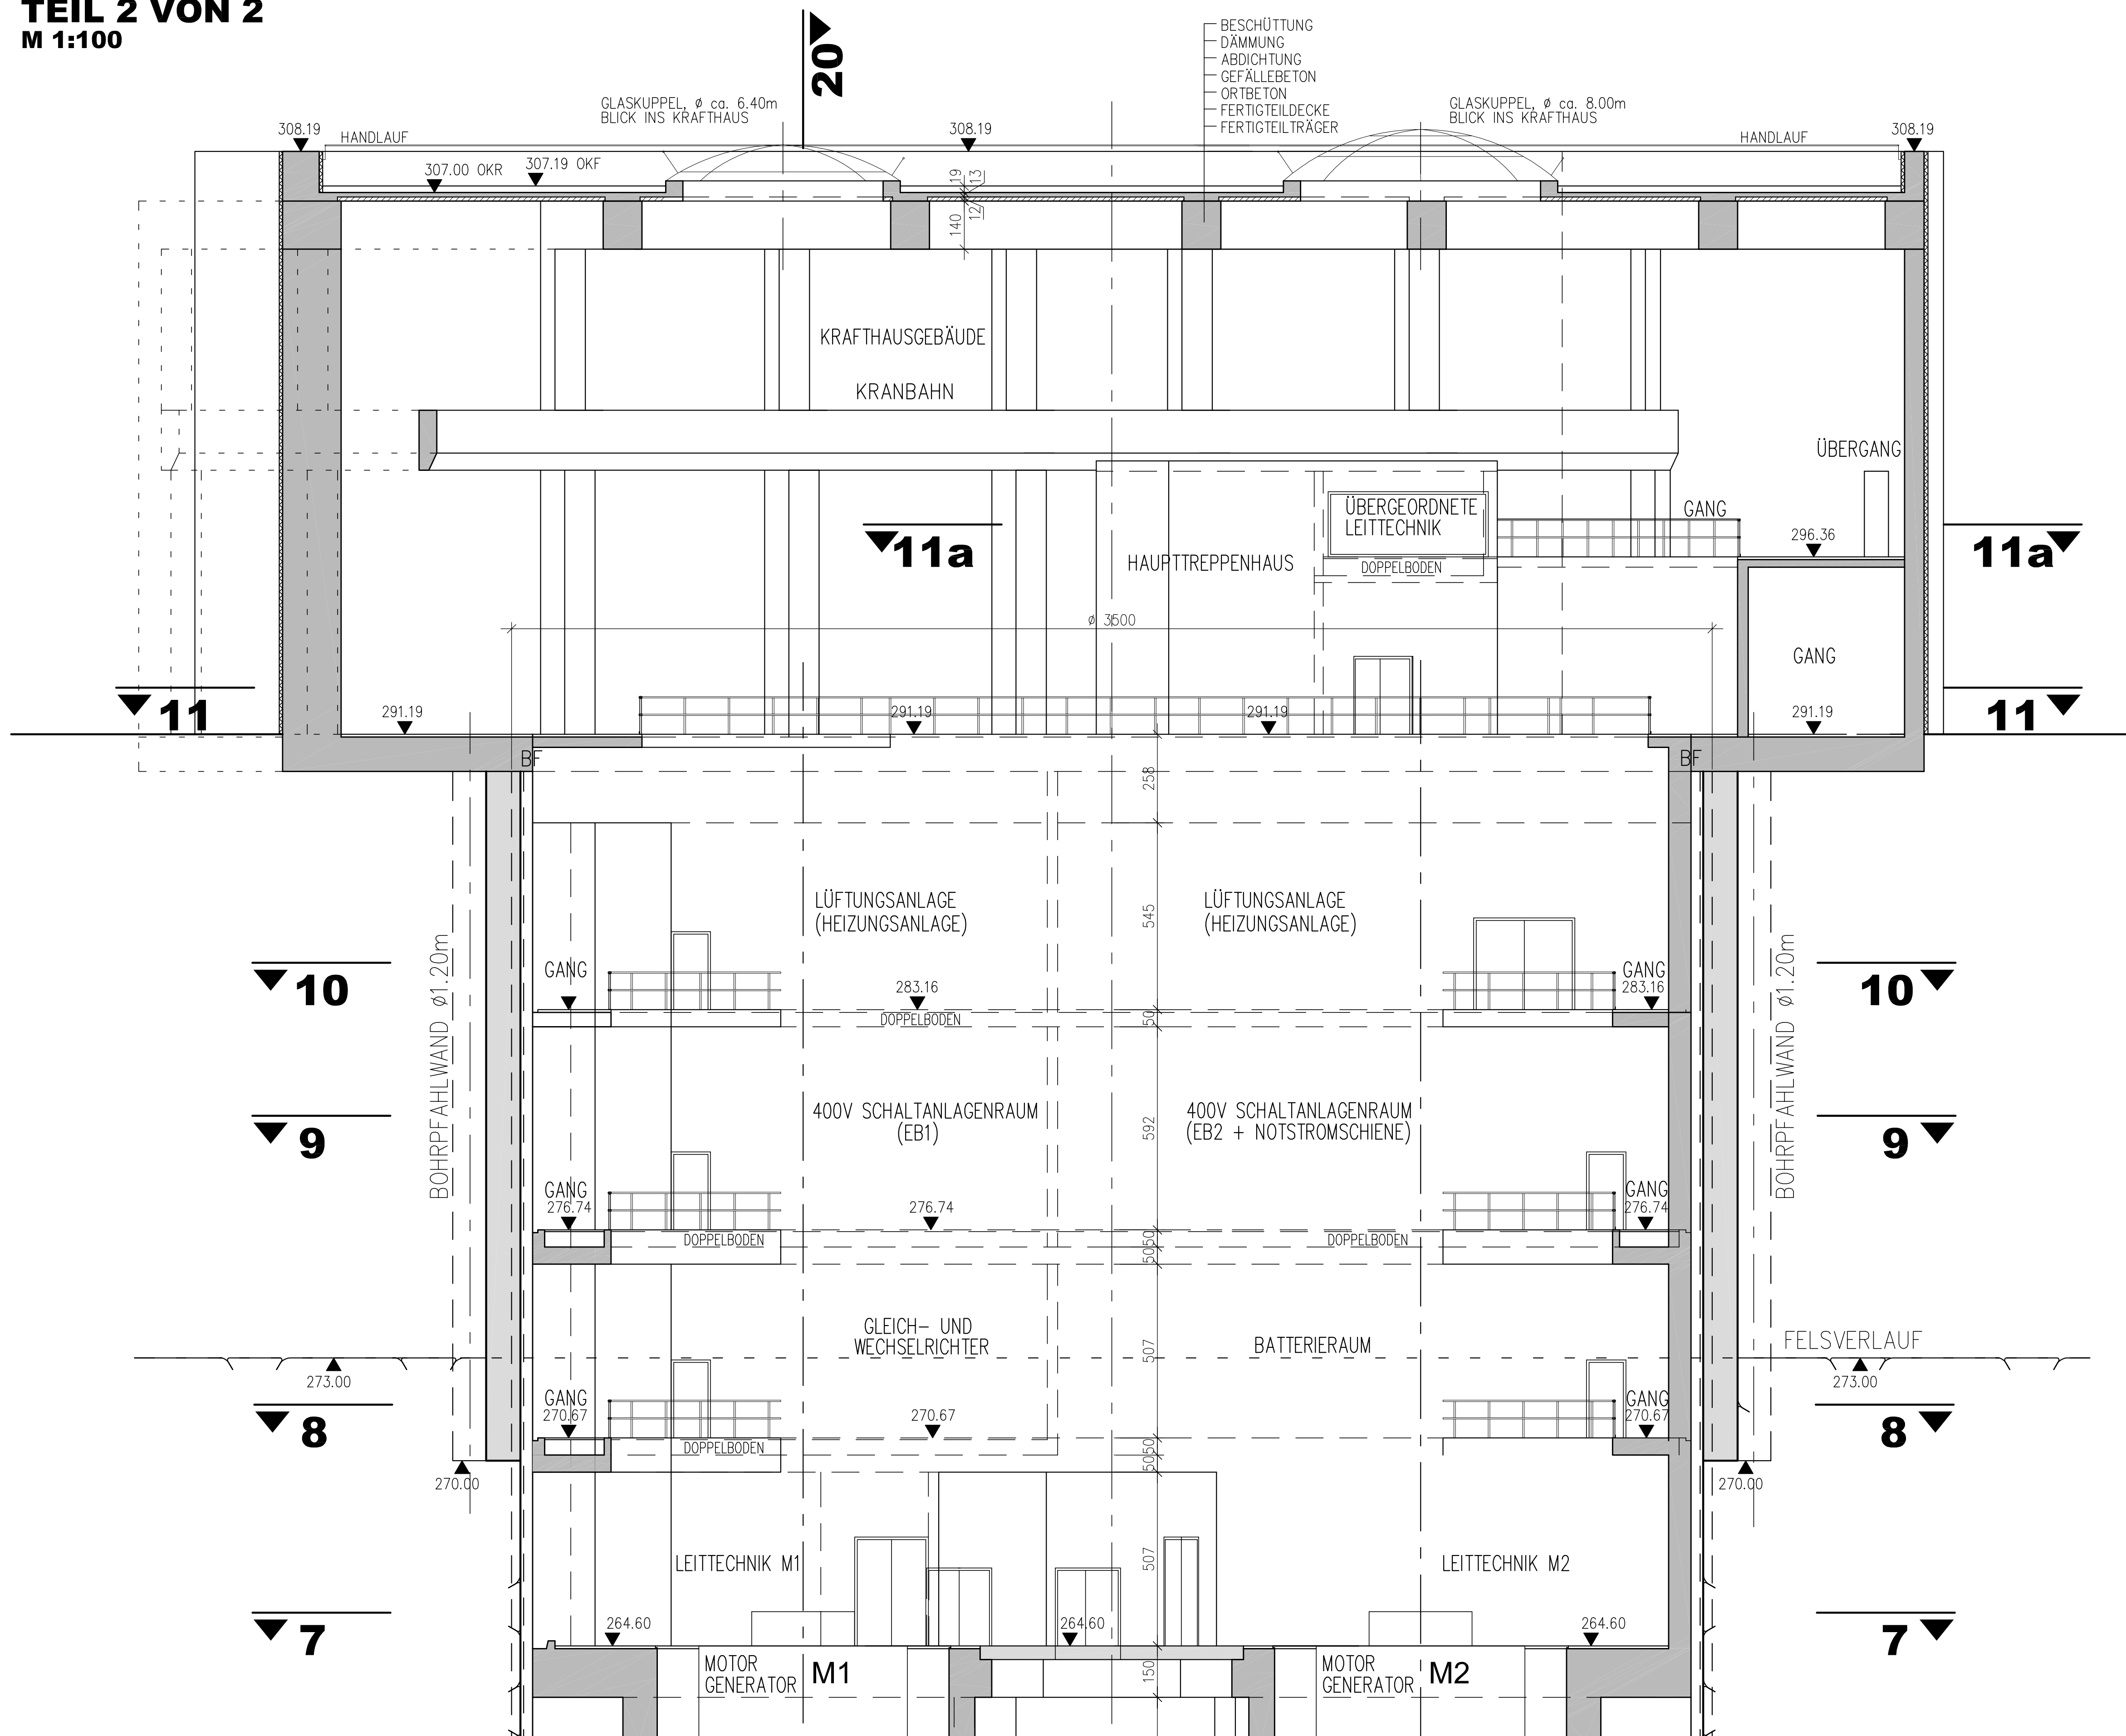 TEIL 2 VON 2
M 1:100
20
BESCHÜTTUNG
DÄMMUNG
ABDICHTUNG
GEFÄLLEBETON
ORTBETON
FERTIGTEILDECKE
FERTIGTEILTRÄGER
GLASKUPPEL, ø ca. 6.40m
BLICK INS KRAFTHAUS
GLASKUPPEL, ø ca. 8.00m
BLICK INS KRAFTHAUS
308.19
HANDLAUF
308.19
HANDLAUF
308.19
307.00 OKR
307.19 OKF
19
13
12
140
KRAFTHAUSGEBÄUDE
KRANBAHN
ÜBERGANG
ÜBERGEORDNETE
LEITTECHNIK
GANG
11a
296.36
11a
HAUPTTREPPENHAUS
DOPPELBODEN
ø 3500
GANG
11
291.19
291.19
291.19
291.19
11
BF
BF
258
LÜFTUNGSANLAGE
(HEIZUNGSANLAGE)
LÜFTUNGSANLAGE
(HEIZUNGSANLAGE)
545
BOHRPFAHLWAND ø1.20m
BOHRPFAHLWAND ø1.20m
10
GANG
283.16
GANG
283.16
10
DOPPELBODEN
50
400V SCHALTANLAGENRAUM
(EB1)
400V SCHALTANLAGENRAUM
(EB2 + NOTSTROMSCHIENE)
592
9
9
GANG
276.74
276.74
GANG
276.74
DOPPELBODEN
DOPPELBODEN
50
50
GLEICH- UND
WECHSELRICHTER
BATTERIERAUM
507
FELSVERLAUF
273.00
273.00
8
GANG
270.67
270.67
GANG
270.67
8
DOPPELBODEN
50
50
270.00
270.00
LEITTECHNIK M1
507
LEITTECHNIK M2
7
264.60
264.60
264.60
7
MOTOR
GENERATOR
M1
150
MOTOR
GENERATOR
M2